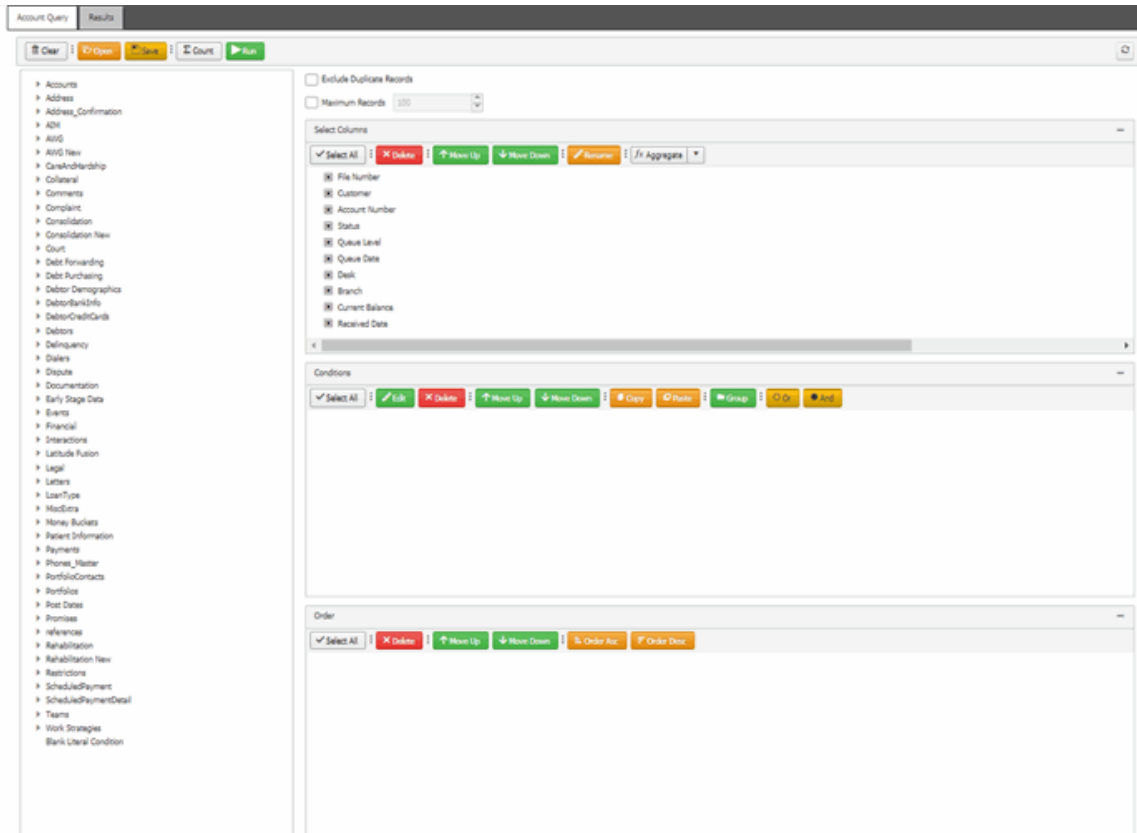 Account Query Results
Clear Open Save Count Run
Accounts
Address
Address_Confirmation
AIM
AWG
AWG New
CareAndHardship
Collateral
Comments
Complaint
Consolidation
Consolidation New
Court
Debt Forwarding
Debt Purchasing
Debtor Demographics
DebtorBankInfo
DebtorCreditCards
Debtors
Delinquency
Dialers
Dispute
Documentation
Early Stage Data
Events
Financial
Interactions
Latitude Fusion
Legal
Letters
LoanType
MiscExtra
Money Buckets
Patient Information
Payments
Phones_Master
PortfolioContacts
Portfolios
Post Dates
Promises
references
Rehabilitation
Rehabilitation New
Restrictions
ScheduledPayment
ScheduledPaymentDetail
Teams
Work Strategies
Blank Literal Condition
Exclude Duplicate Records
Maximum Records 100
Select Columns
Select All Delete Move Up Move Down Rename fx Aggregate
File Number
Customer
Account Number
Status
Queue Level
Queue Date
Desk
Branch
Current Balance
Received Date
Conditions
Select All Edit Delete Move Up Move Down Copy Paste Group Or And
Order
Select All Delete Move Up Move Down Order Asc Order Desc